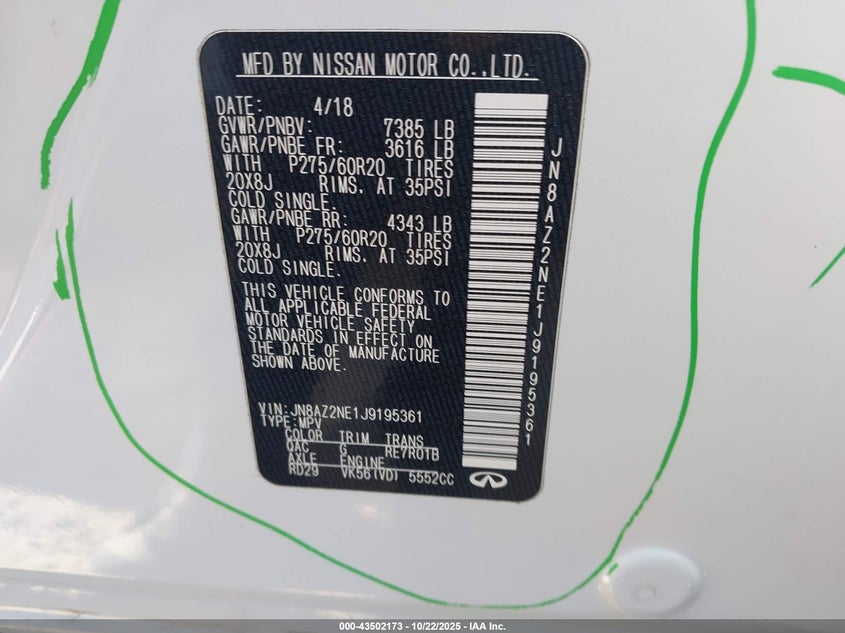 MFD BY NISSAN MOTOR CO.,LTD.
DATE: 4/18
GVWR/PNBV: 7385 LB
GAWR/PNBE FR: 3616 LB
WITH P275/60R20 TIRES
20X8J RIMS. AT 35PSI
COLD SINGLE.
GAWR/PNBE RR: 4343 LB
WITH P275/60R20 TIRES
20X8J RIMS. AT 35PSI
COLD SINGLE.
THIS VEHICLE CONFORMS TO
ALL APPLICABLE FEDERAL
MOTOR VEHICLE SAFETY
STANDARDS IN EFFECT ON
THE DATE OF MANUFACTURE
SHOWN ABOVE.
VIN: JN8AZ2NE1J9195361
TYPE: MPV
COLOR TRIM TRANS
QAC G RE7R01B
AXLE ENGINE
RD29 VK56(VD) 5552CC
JN8AZ2NE1J9195361
000-43502173 - 10/22/2025 - IAA Inc.